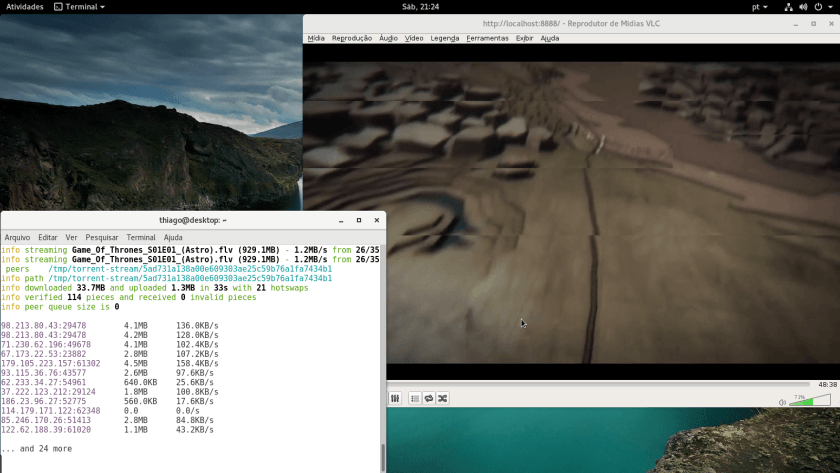 Atividades Terminal Sáb, 21:24 pt
http://localhost:8888/ - Reprodutor de Mídias VLC
Mídia Reprodução Áudio Vídeo Legenda Ferramentas Exibir Ajuda
thiago@desktop: ~
Arquivo Editar Ver Pesquisar Terminal Ajuda
info streaming Game_Of_Thrones_S01E01_(Astro).flv (929.1MB) - 1.2MB/s from 26/35
info streaming Game_Of_Thrones_S01E01_(Astro).flv (929.1MB) - 1.2MB/s from 26/35
peers /tmp/torrent-stream/5ad731a138a00e609303ae25c59b76a1fa7434b1
info path /tmp/torrent-stream/5ad731a138a00e609303ae25c59b76a1fa7434b1
info downloaded 33.7MB and uploaded 1.3MB in 33s with 21 hotswaps
info verified 114 pieces and received 0 invalid pieces
info peer queue size is 0
98.213.80.43:29478 4.1MB 136.0KB/s
98.213.80.43:29478 4.2MB 128.0KB/s
71.230.62.196:49678 4.1MB 102.4KB/s
67.173.22.53:23882 2.8MB 107.2KB/s
179.105.223.157:61302 4.5MB 158.4KB/s
93.115.36.76:43577 2.6MB 97.6KB/s
62.233.34.27:54961 640.0KB 25.6KB/s
37.222.123.212:29124 1.8MB 100.8KB/s
186.23.96.27:52775 560.0KB 17.6KB/s
114.179.171.122:62348 0.0 0.0/s
85.246.170.26:51413 2.8MB 84.8KB/s
122.62.188.39:61020 1.1MB 43.2KB/s
... and 24 more
48:38